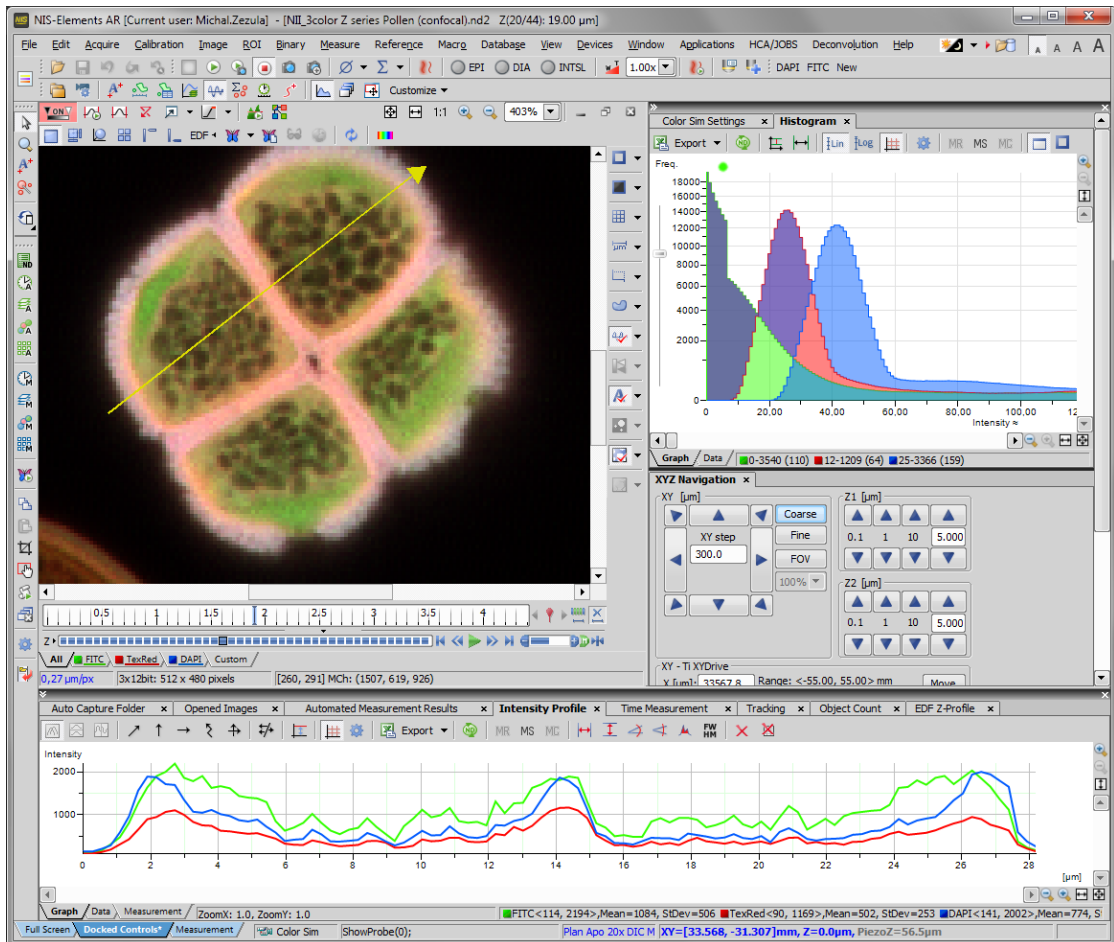 NIS-Elements AR [Current user: Michal.Zezula] - [NII_3color Z series Pollen (confocal).nd2 Z(20/44): 19.00 µm]
File Edit Acquire Calibration Image ROI Binary Measure Reference Macro Database View Devices Window Applications HCA/JOBS Deconvolution Help A A A A
EPI DIA INTSL 1.00x DAPI FITC New
Customize
ON 1:1 403%
EDF
Color Sim Settings x Histogram x
Export Lin Log MR MS MC
Freq.
18000
16000
14000
12000
10000
8000
6000
4000
2000
0
0 20.00 40.00 60.00 80.00 100.00 12
Intensity ≈
Graph Data 0-3540 (110) 12-1209 (64) 25-3366 (159)
XYZ Navigation x
XY [µm] Z1 [µm]
Coarse
XY step Fine 0.1 1 10 5.000
300.0
FOV
100% Z2 [µm]
0.1 1 10 5.000
XY - Ti XYDrive
X [µm]: 33567.8 Range: <-55.00, 55.00> mm Move
0.5 1 1.5 2 2.5 3 3.5 4
Z
All FITC TexRed DAPI Custom
0,27 µm/px 3x12bit: 512 x 480 pixels [260, 291] MCh: (1507, 619, 926)
Auto Capture Folder x Opened Images x Automated Measurement Results x Intensity Profile x Time Measurement x Tracking x Object Count x EDF Z-Profile x
Export MR MS MC FW HM
Intensity
2000
1000
0 2 4 6 8 10 12 14 16 18 20 22 24 26 28
[µm]
Graph Data Measurement ZoomX: 1.0, ZoomY: 1.0 FITC<114, 2194>,Mean=1084, StDev=506 TexRed<90, 1169>,Mean=502, StDev=253 DAPI<141, 2002>,Mean=774, S
Full Screen Docked Controls* Measurement Color Sim ShowProbe(0); Plan Apo 20x DIC M XY=[33.568, -31.307]mm, Z=0.0µm, PiezoZ=56.5µm